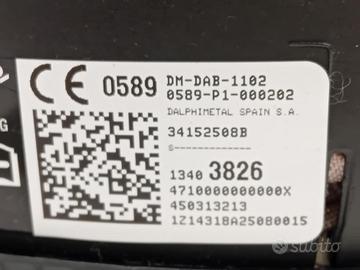 CE 0589
DM-DAB-1102
0589-P1-000202
DALPHIMETAL SPAIN S.A.
34152508B
S-------------
1340 3826
4710000000000X
450313213
1Z14318A25080015
G
subito